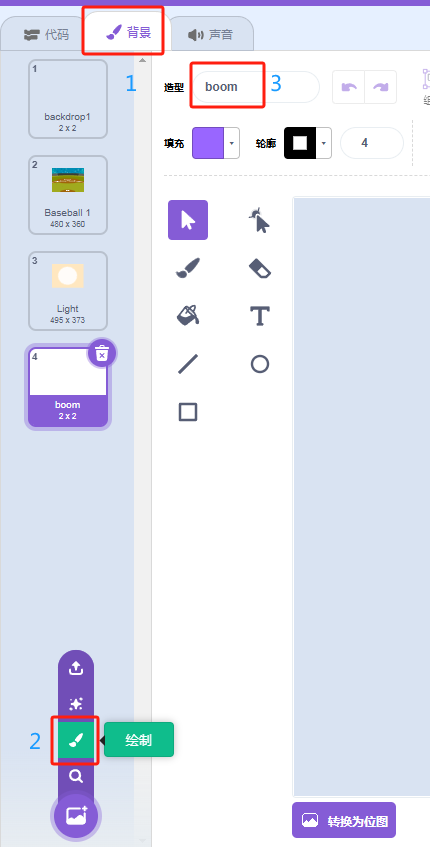 代码
背景
声音
1
1
backdrop1
2 x 2
2
Baseball 1
480 x 360
3
Light
495 x 373
4
boom
2 x 2
造型
boom
3
填充
轮廓
4
2
绘制
转换为位图